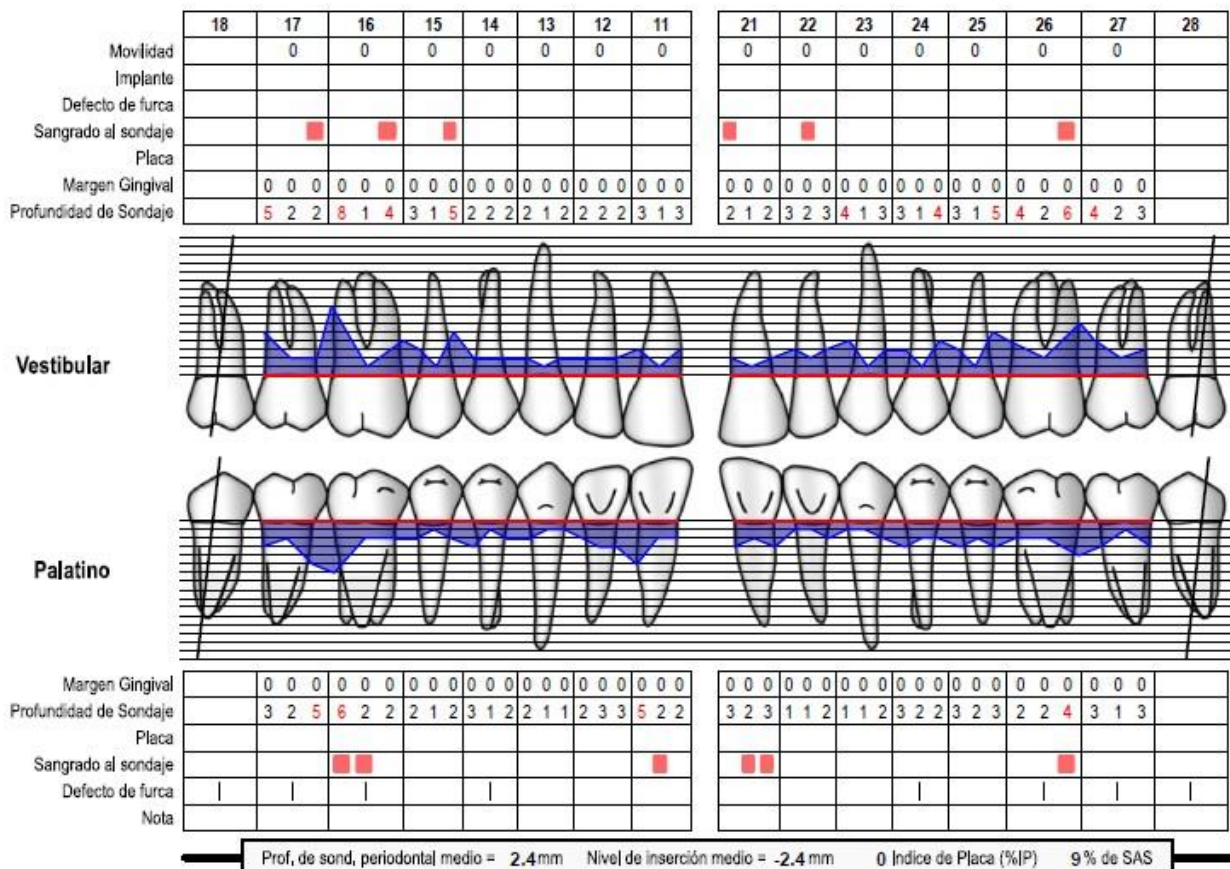 18 17 16 15 14 13 12 11 21 22 23 24 25 26 27 28
Movilidad 0 0 0 0 0 0 0 0 0 0 0 0 0 0
Implante
Defecto de furca
Sangrado al sondaje
Placa
Margen Gingival 0 0 0 0 0 0 0 0 0 0 0 0 0 0 0 0 0 0 0 0 0 0 0 0 0 0 0 0 0 0 0 0 0 0 0 0 0 0 0 0 0 0
Profundidad de Sondaje 5 2 2 8 1 4 3 1 5 2 2 2 2 1 2 2 2 2 3 1 3 2 1 2 3 2 3 4 1 3 3 1 4 3 1 5 4 2 6 4 2 3
Vestibular
Palatino
Margen Gingival 0 0 0 0 0 0 0 0 0 0 0 0 0 0 0 0 0 0 0 0 0 0 0 0 0 0 0 0 0 0 0 0 0 0 0 0 0 0 0 0 0 0
Profundidad de Sondaje 3 2 5 6 2 2 2 1 2 3 1 2 2 1 1 2 3 3 5 2 2 3 2 3 1 1 2 1 1 2 3 2 2 3 2 3 2 2 4 3 1 3
Placa
Sangrado al sondaje
Defecto de furca | | | | | | | |
Nota
Prof. de sond. periodontal medio = 2.4 mm Nivel de inserción medio = -2.4 mm 0 Indice de Placa (%IP) 9 % de SAS